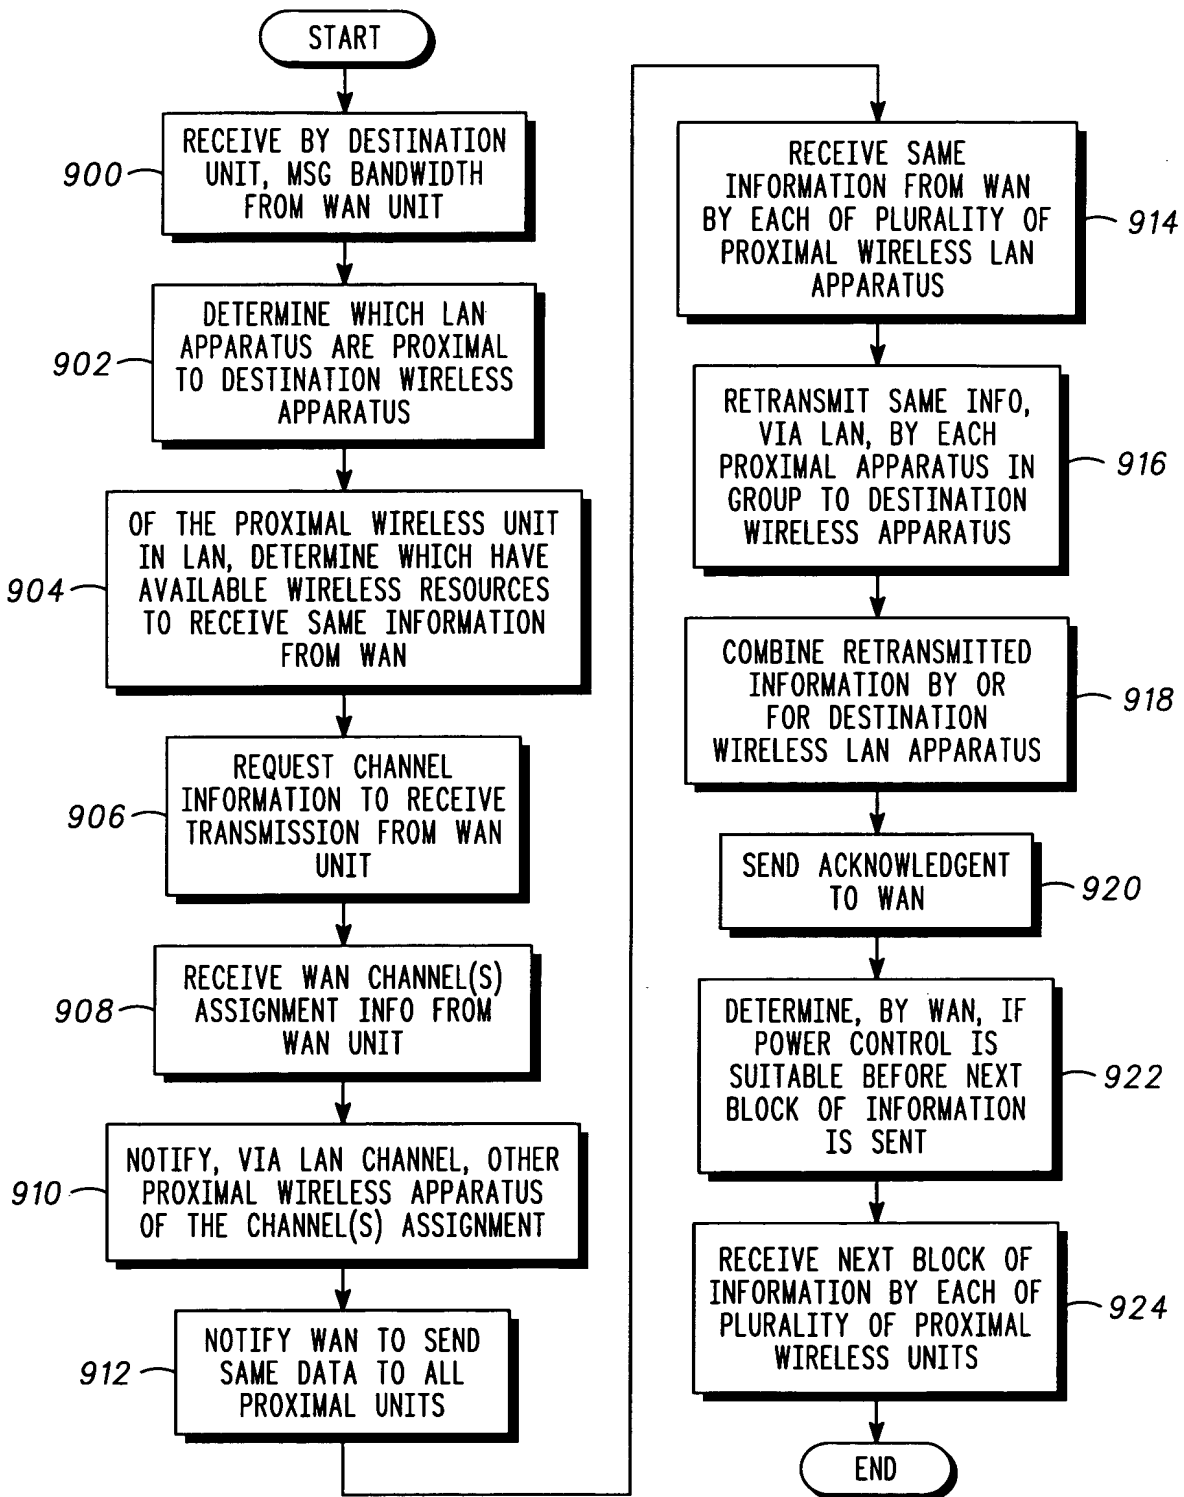 START
RECEIVE BY DESTINATION
UNIT, MSG BANDWIDTH
FROM WAN UNIT
900
DETERMINE WHICH LAN
APPARATUS ARE PROXIMAL
TO DESTINATION WIRELESS
APPARATUS
902
OF THE PROXIMAL WIRELESS UNIT
IN LAN, DETERMINE WHICH HAVE
AVAILABLE WIRELESS RESOURCES
TO RECEIVE SAME INFORMATION
FROM WAN
904
REQUEST CHANNEL
INFORMATION TO RECEIVE
TRANSMISSION FROM WAN
UNIT
906
RECEIVE WAN CHANNEL(S)
ASSIGNMENT INFO FROM
WAN UNIT
908
NOTIFY, VIA LAN CHANNEL, OTHER
PROXIMAL WIRELESS APPARATUS
OF THE CHANNEL(S) ASSIGNMENT
910
NOTIFY WAN TO SEND
SAME DATA TO ALL
PROXIMAL UNITS
912
RECEIVE SAME
INFORMATION FROM WAN
BY EACH OF PLURALITY OF
PROXIMAL WIRELESS LAN
APPARATUS
914
RETRANSMIT SAME INFO,
VIA LAN, BY EACH
PROXIMAL APPARATUS IN
GROUP TO DESTINATION
WIRELESS APPARATUS
916
COMBINE RETRANSMITTED
INFORMATION BY OR
FOR DESTINATION
WIRELESS LAN APPARATUS
918
SEND ACKNOWLEDGENT
TO WAN
920
DETERMINE, BY WAN, IF
POWER CONTROL IS
SUITABLE BEFORE NEXT
BLOCK OF INFORMATION
IS SENT
922
RECEIVE NEXT BLOCK OF
INFORMATION BY EACH OF
PLURALITY OF PROXIMAL
WIRELESS UNITS
924
END